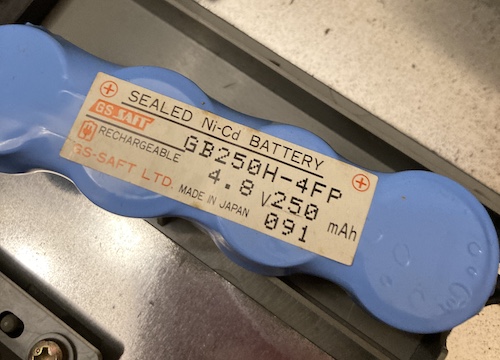 SEALED Ni-Cd BATTERY
GS-SAFT
GB250H-4FP
RECHARGEABLE
4.8 V 250 mAh
GS-SAFT LTD. MADE IN JAPAN 091